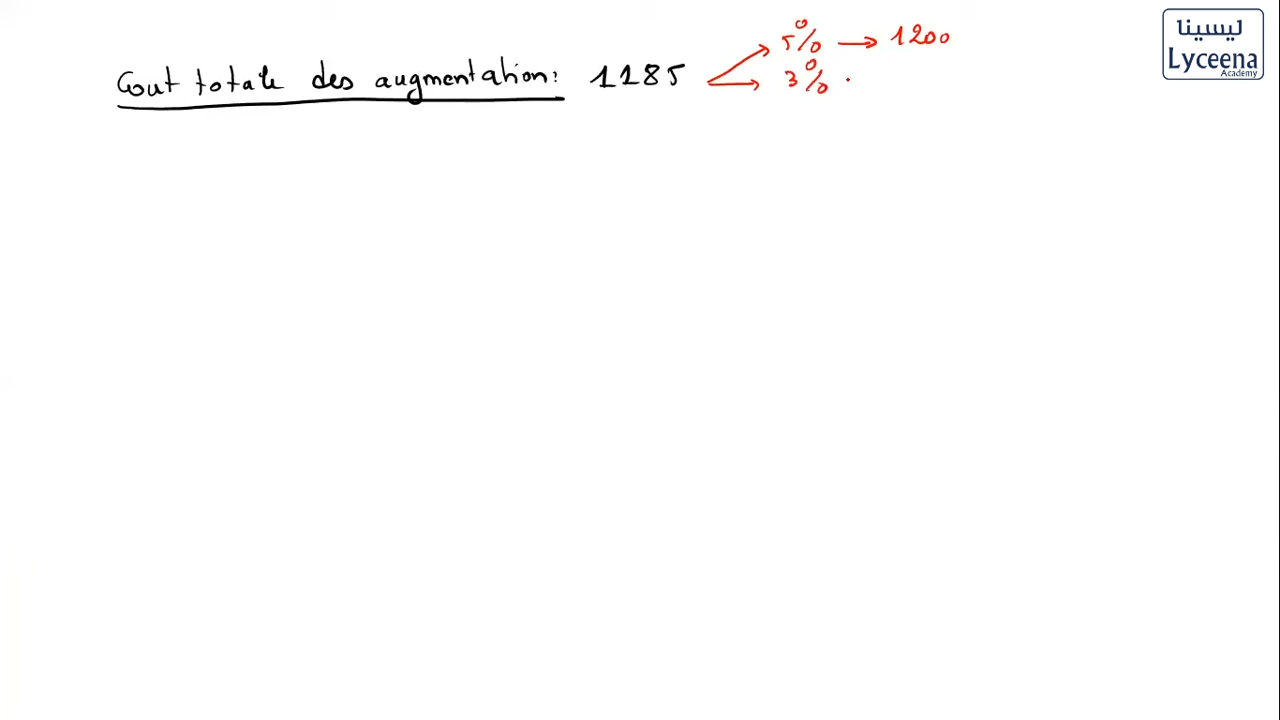 5% → 1200
Cout totale des augmentation: 1185
3%
ليسينا
Lyceena
Academy